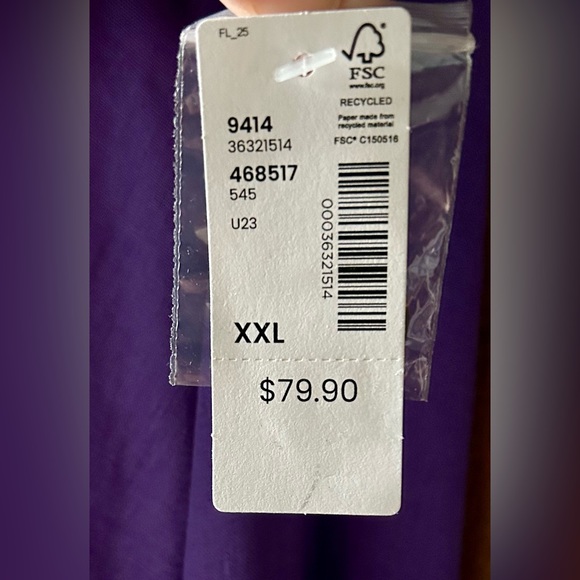 FL_25
FSC
www.fsc.org
RECYCLED
Paper made from
recycled material
FSC® C150516
9414
36321514
468517
545
U23
00036321514
XXL
$79.90